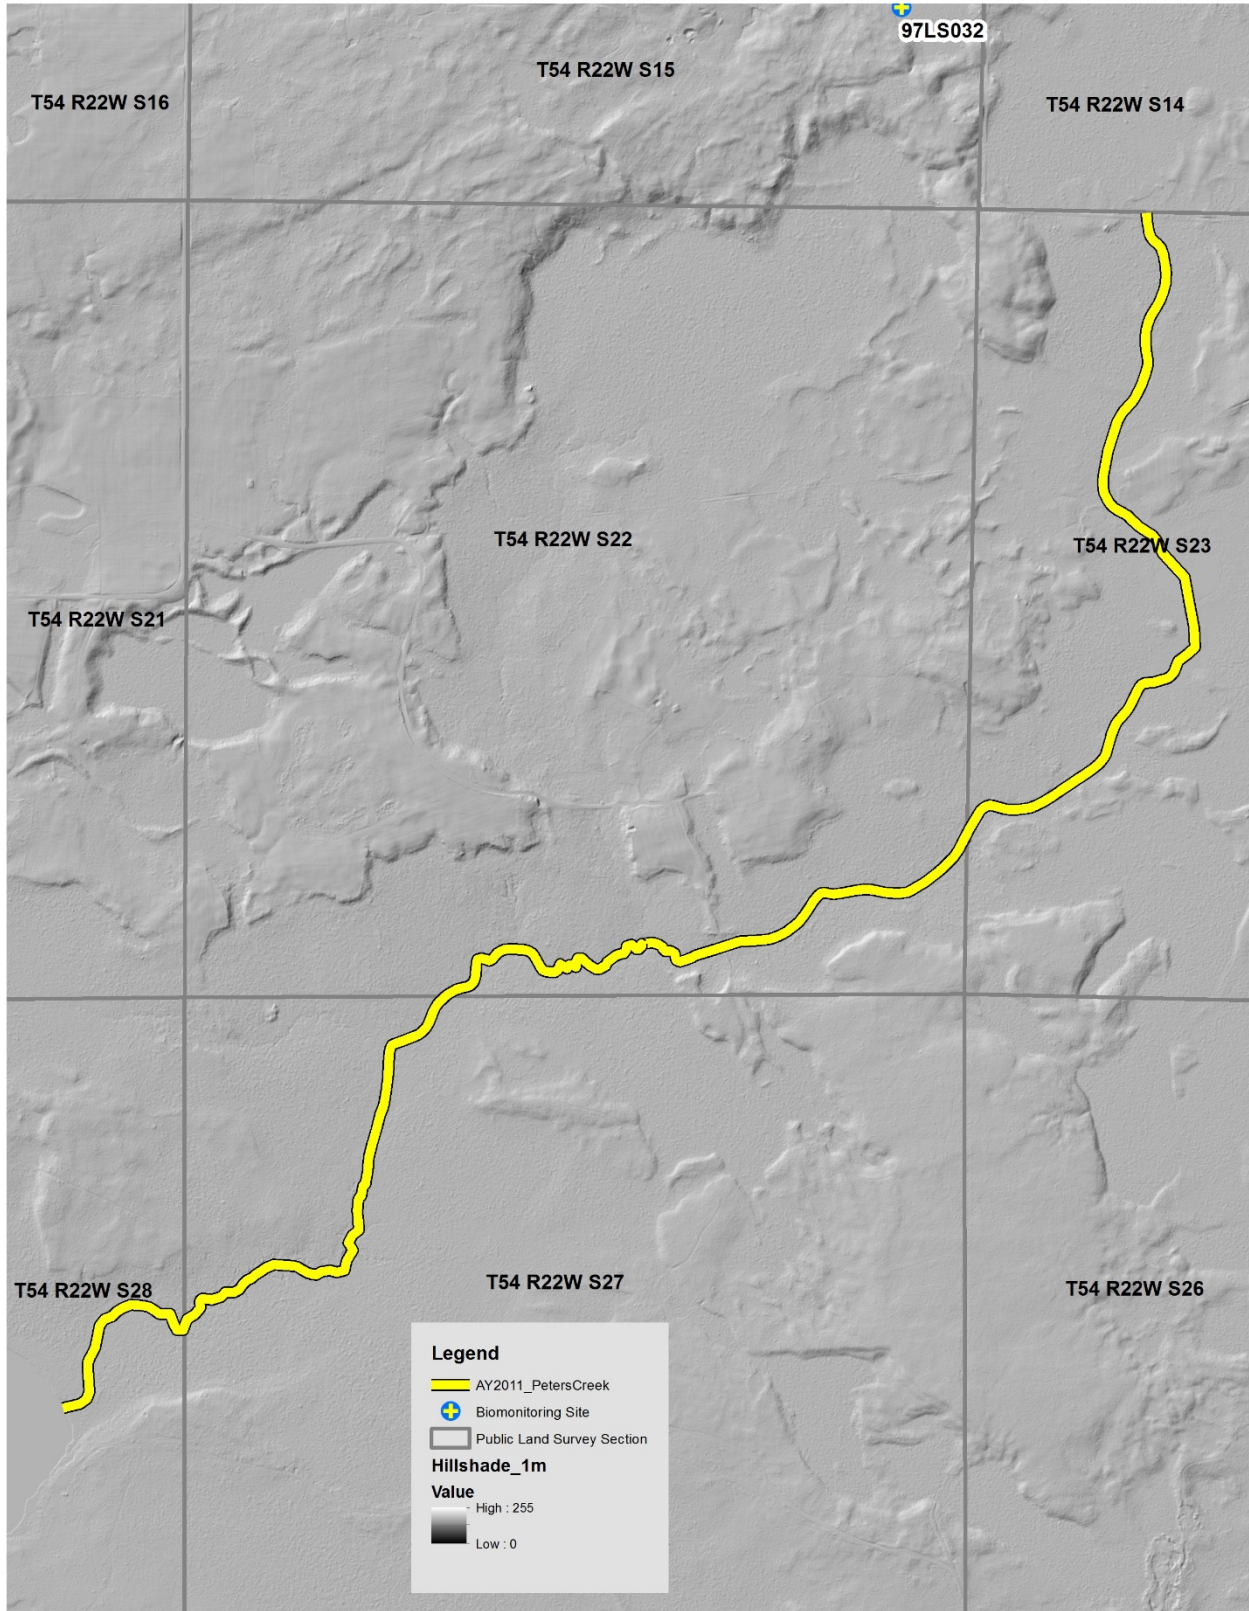 97LS032
T54 R22W S15
T54 R22W S16
T54 R22W S14
T54 R22W S22
T54 R22W S23
T54 R22W S21
T54 R22W S28
T54 R22W S27
T54 R22W S26
Legend
AY2011_PetersCreek
Biomonitoring Site
Public Land Survey Section
Hillshade_1m
Value
High : 255
Low : 0